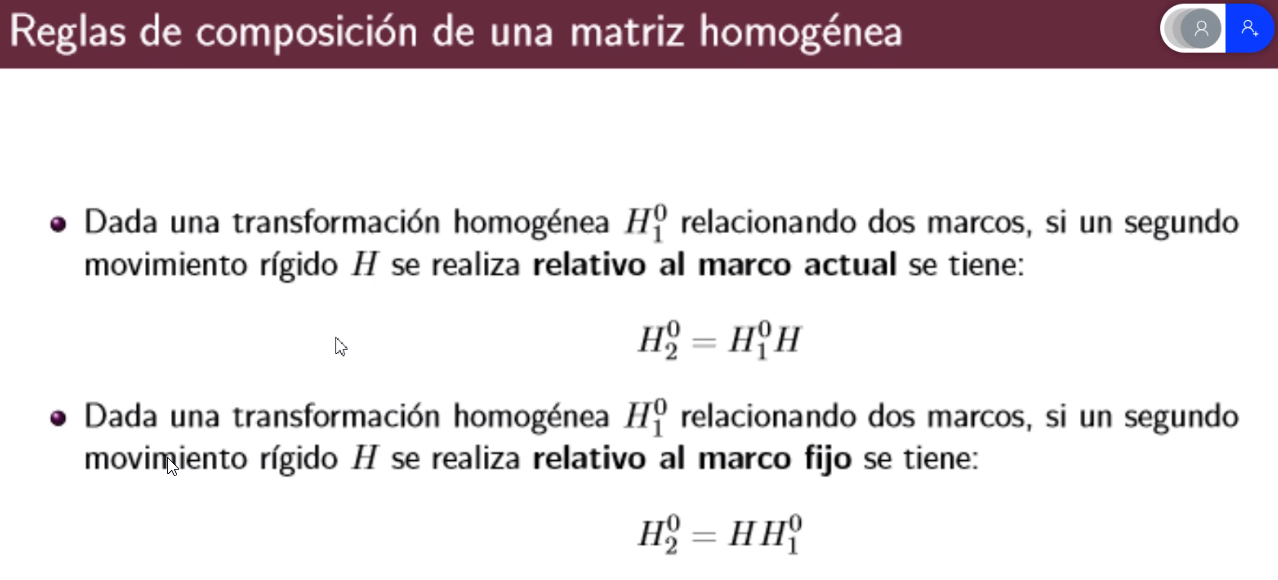 Reglas de composición de una matriz homogénea
Dada una transformación homogénea $H_1^0$ relacionando dos marcos, si un segundo
movimiento rígido $H$ se realiza relativo al marco actual se tiene:
$H_2^0 = H_1^0 H$
Dada una transformación homogénea $H_1^0$ relacionando dos marcos, si un segundo
movimiento rígido $H$ se realiza relativo al marco fijo se tiene:
$H_2^0 = H H_1^0$